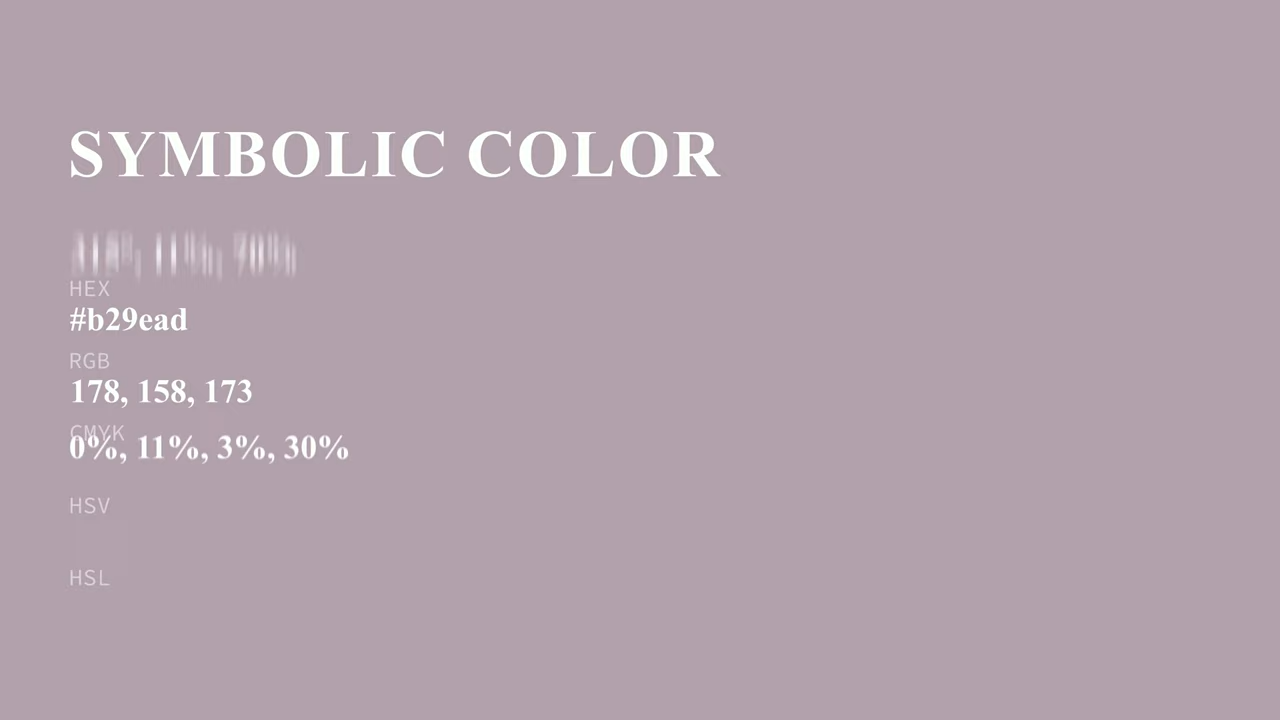 SYMBOLIC COLOR
HEX
#b29ead
RGB
178, 158, 173
CMYK
0%, 11%, 3%, 30%
HSV
HSL